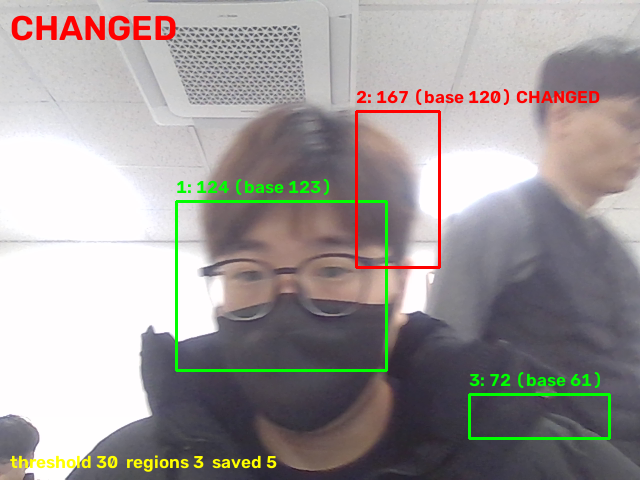 CHANGED
2: 167 (base 120) CHANGED
1: 124 (base 123)
3: 72 (base 61)
threshold 30 regions 3 saved 5